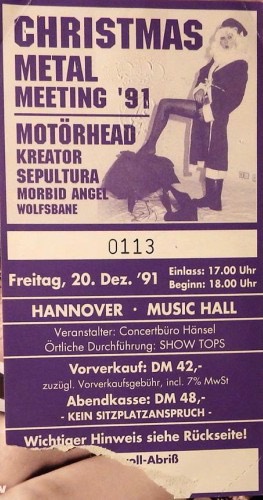 CHRISTMAS
METAL
MEETING '91
MOTÖRHEAD
KREATOR
SEPULTURA
MORBID ANGEL
WOLFSBANE
0113
Freitag, 20. Dez. '91
Einlass: 17.00 Uhr
Beginn: 18.00 Uhr
HANNOVER · MUSIC HALL
Veranstalter: Concertbüro Hänsel
Örtliche Durchführung: SHOW TOPS
Vorverkauf: DM 42,-
zuzügl. Vorverkaufsgebühr, incl. 7% MwSt
Abendkasse: DM 48,-
- KEIN SITZPLATZANSPRUCH -
Wichtiger Hinweis siehe Rückseite!
oll-Abriß